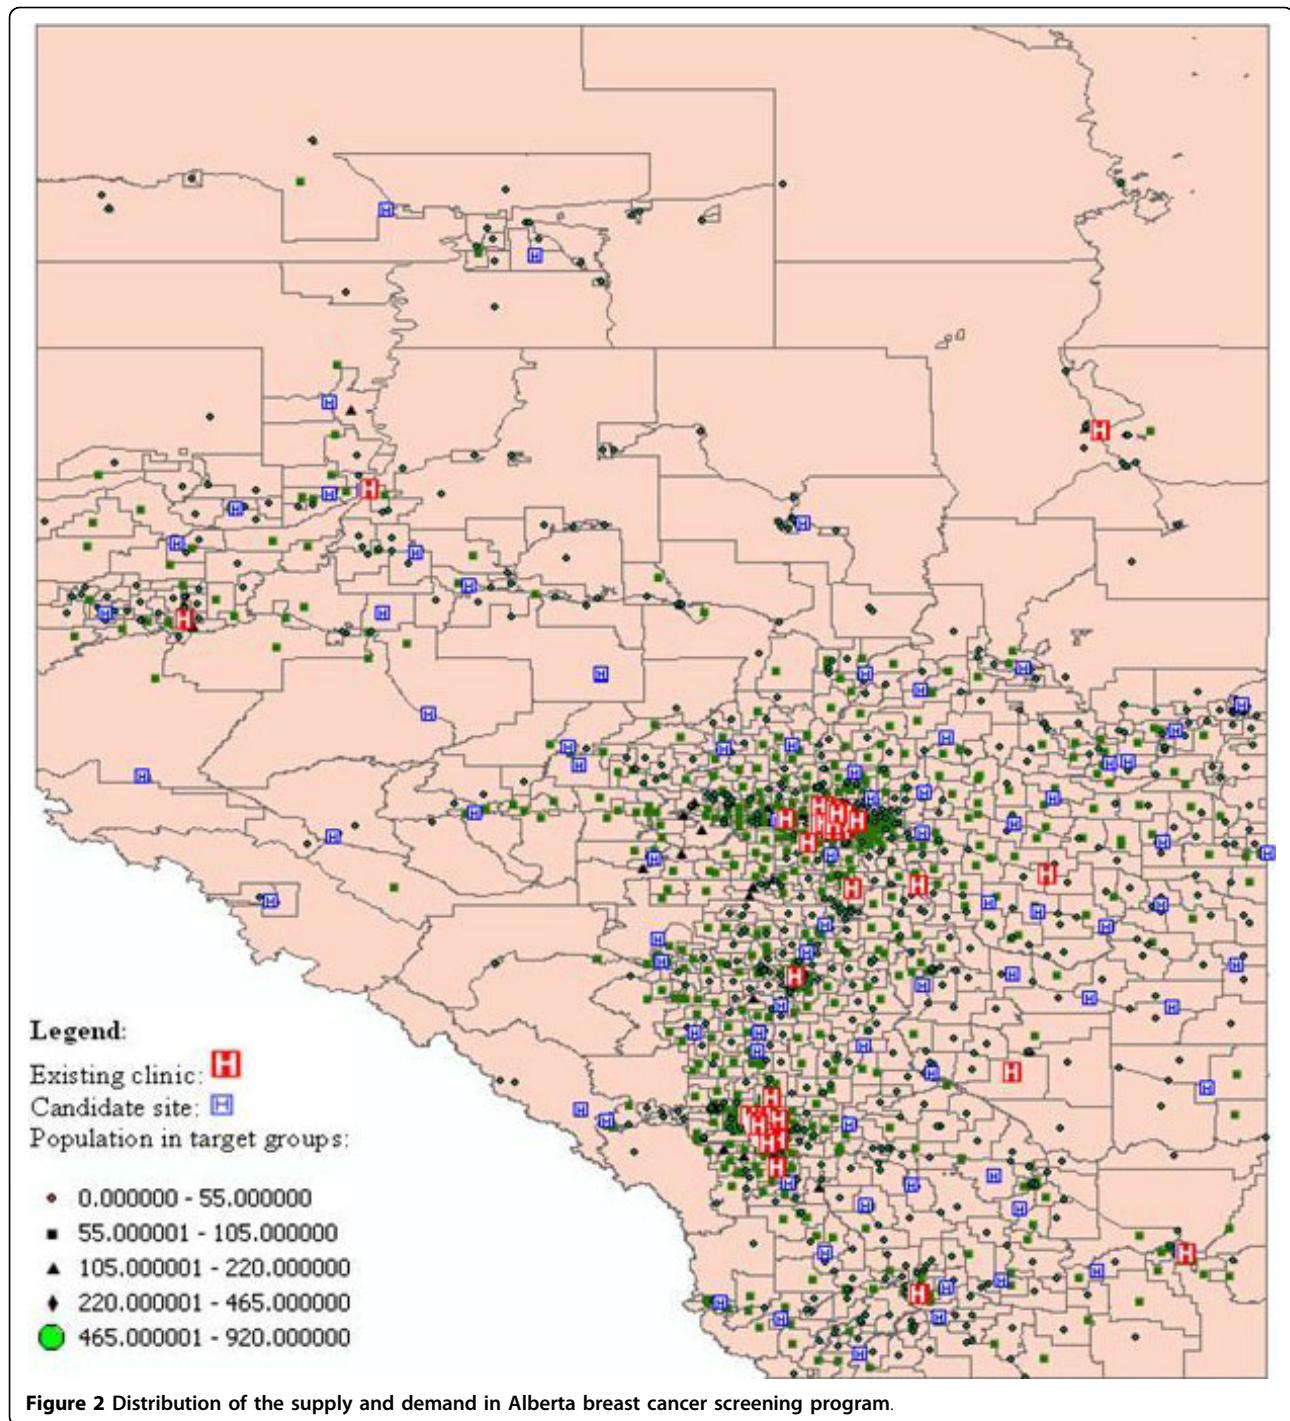 Legend:
Existing clinic: H
Candidate site: H
Population in target groups:
0.000000 - 55.000000
55.000001 - 105.000000
105.000001 - 220.000000
220.000001 - 465.000000
465.000001 - 920.000000
Figure 2 Distribution of the supply and demand in Alberta breast cancer screening program.